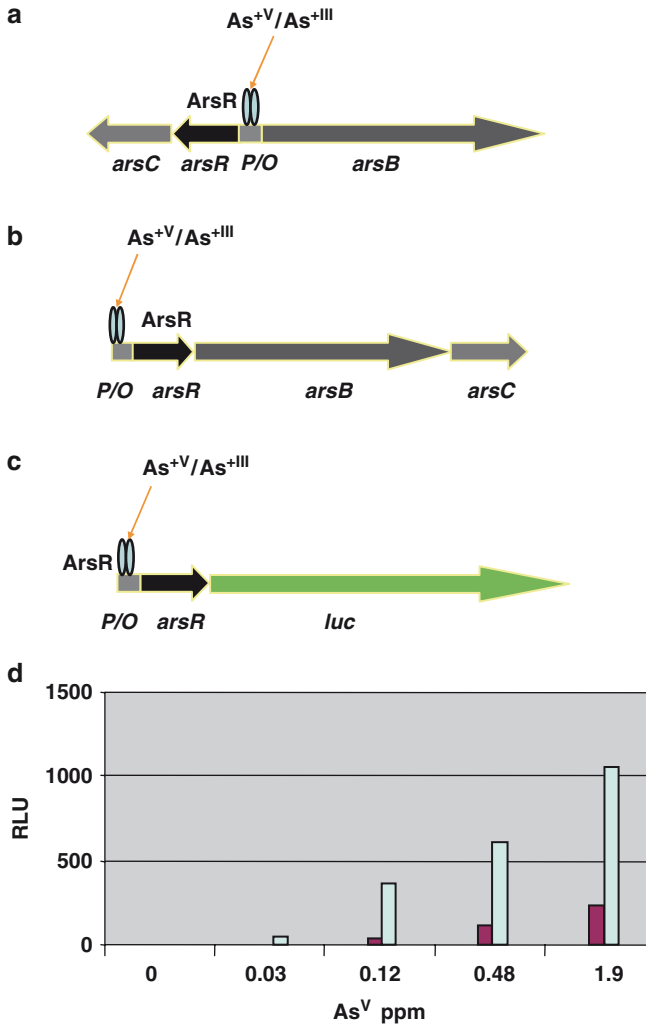 a
As+V/As+III
ArsR
arsC arsR P/O arsB
b
As+V/As+III
ArsR
P/O arsR arsB arsC
c
As+V/As+III
ArsR
P/O arsR luc
d
1500
1000
500
0
RLU
0 0.03 0.12 0.48 1.9
AsV ppm